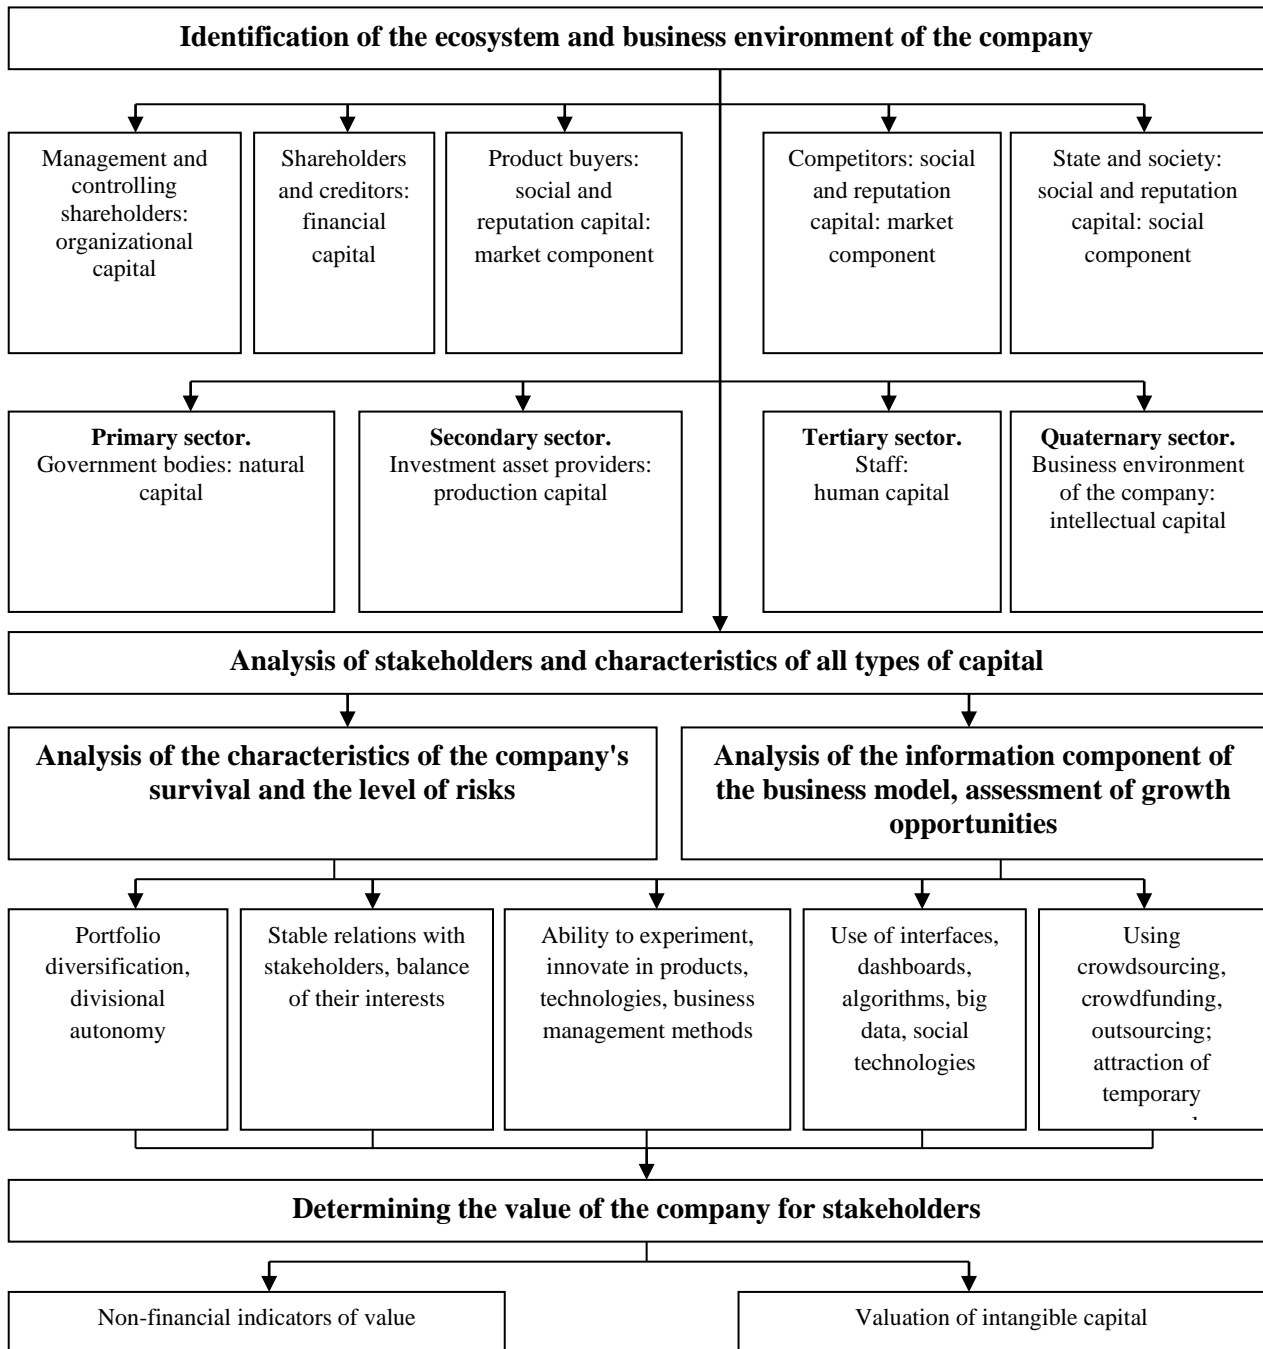 Identification of the ecosystem and business environment of the company
Management and
controlling
shareholders:
organizational
capital
Shareholders
and creditors:
financial
capital
Product buyers:
social and
reputation capital:
market component
Competitors: social
and reputation
capital: market
component
State and society:
social and reputation
capital: social
component
Primary sector.
Government bodies: natural
capital
Secondary sector.
Investment asset providers:
production capital
Tertiary sector.
Staff:
human capital
Quaternary sector.
Business environment
of the company:
intellectual capital
Analysis of stakeholders and characteristics of all types of capital
Analysis of the characteristics of the company's
survival and the level of risks
Analysis of the information component of
the business model, assessment of growth
opportunities
Portfolio
diversification,
divisional
autonomy
Stable relations with
stakeholders, balance
of their interests
Ability to experiment,
innovate in products,
technologies, business
management methods
Use of interfaces,
dashboards,
algorithms, big
data, social
technologies
Using
crowdsourcing,
crowdfunding,
outsourcing;
attraction of
temporary
Determining the value of the company for stakeholders
Non-financial indicators of value
Valuation of intangible capital